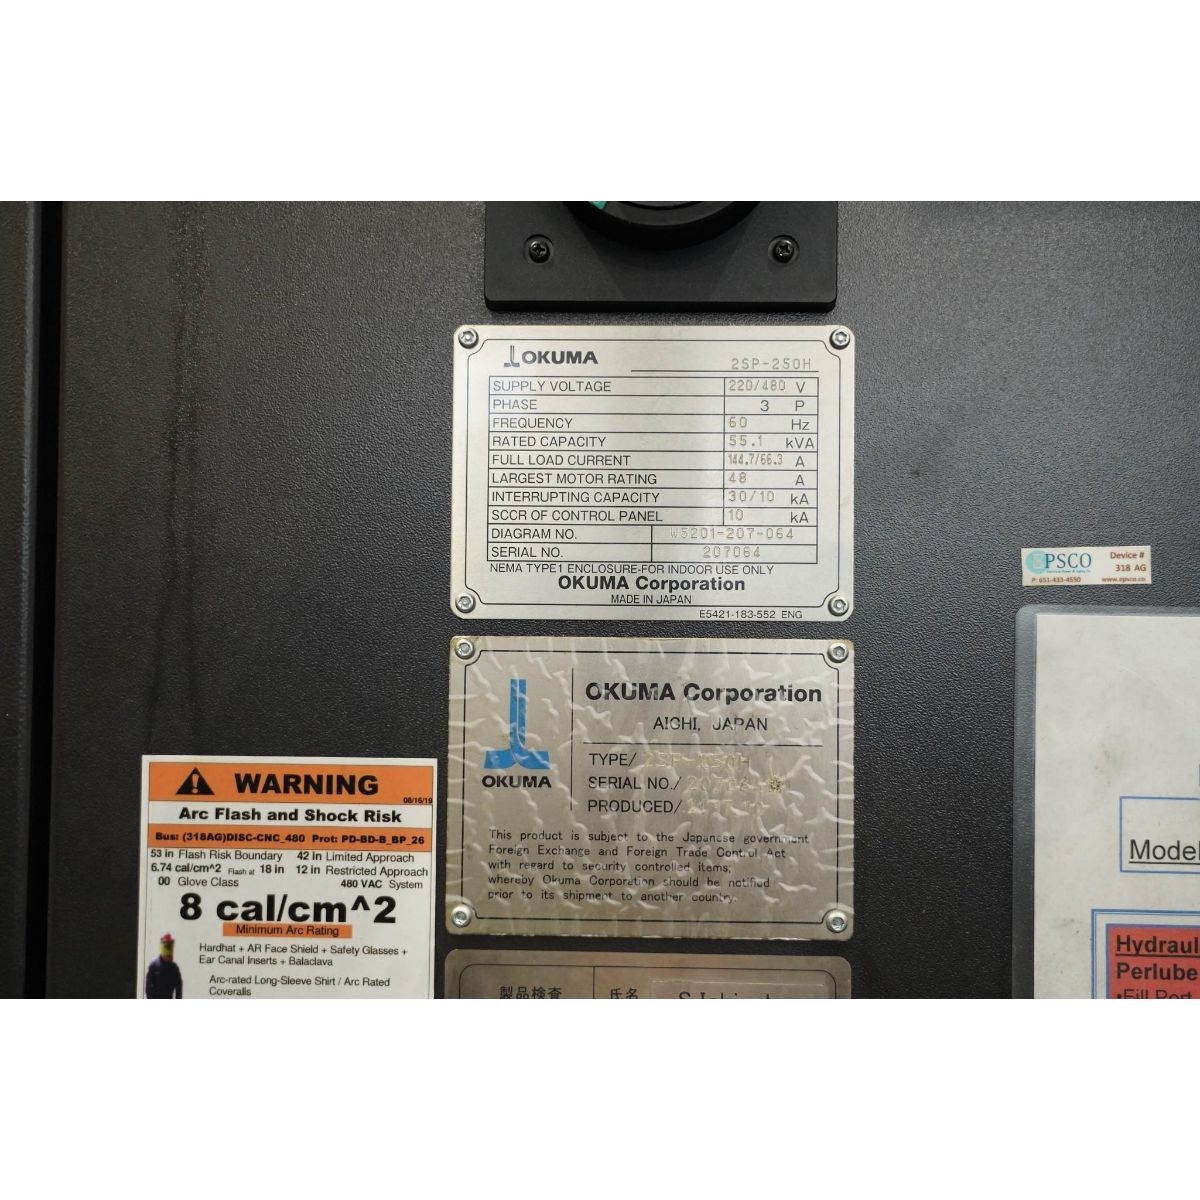 OKUMA
2SP-250H
SUPPLY VOLTAGE 220/480 V
PHASE 3 P
FREQUENCY 60 Hz
RATED CAPACITY 55.1 kVA
FULL LOAD CURRENT 144.7/66.3 A
LARGEST MOTOR RATING 48 A
INTERRUPTING CAPACITY 30/10 kA
SCCR OF CONTROL PANEL 10 kA
DIAGRAM NO. W5201-207-064
SERIAL NO. 207064
NEMA TYPE1 ENCLOSURE-FOR INDOOR USE ONLY
OKUMA Corporation
MADE IN JAPAN
E5421-183-552 ENG
OKUMA
OKUMA Corporation
AICHI, JAPAN
TYPE/
SERIAL NO./
PRODUCED/
This product is subject to the Japanese government
Foreign Exchange and Foreign Trade Control Act
with regard to security controlled items;
whereby Okuma Corporation should be notified
prior to its shipment to another country.
製品検査 氏名
WARNING
08/16/19
Arc Flash and Shock Risk
Bus: (318AG)DISC-CNC_480 Prot: PD-BD-B_BP_26
53 in Flash Risk Boundary 42 in Limited Approach
6.74 cal/cm^2 Flash at 18 in 12 in Restricted Approach
00 Glove Class 480 VAC System
8 cal/cm^2
Minimum Arc Rating
Hardhat + AR Face Shield + Safety Glasses +
Ear Canal Inserts + Balaclava
Arc-rated Long-Sleeve Shirt / Arc Rated
Coveralls
EPSCO
Device #
318 AG
P: 651-433-4550 www.epsco.co
Model
Hydraul
Perlube